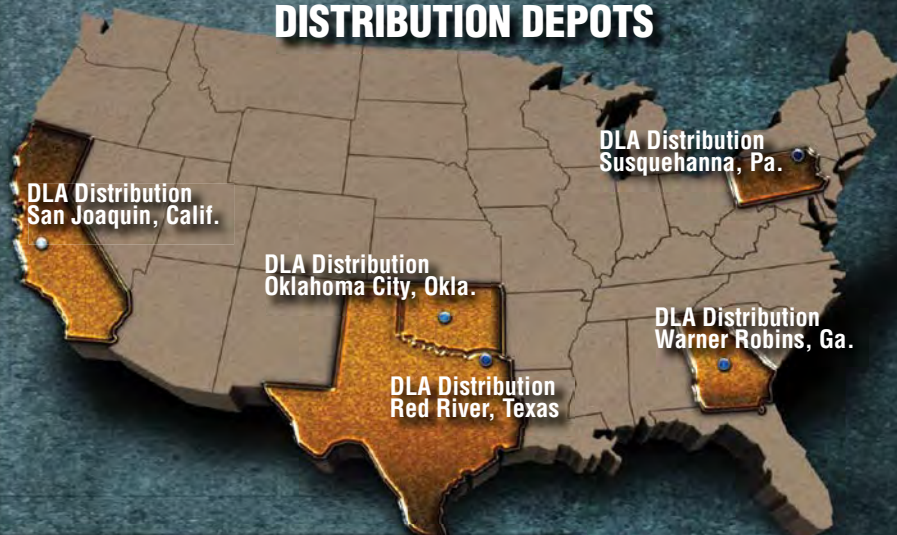 DISTRIBUTION DEPOTS
DLA Distribution
Susquehanna, Pa.
DLA Distribution
San Joaquin, Calif.
DLA Distribution
Oklahoma City, Okla.
DLA Distribution
Warner Robins, Ga.
DLA Distribution
Red River, Texas